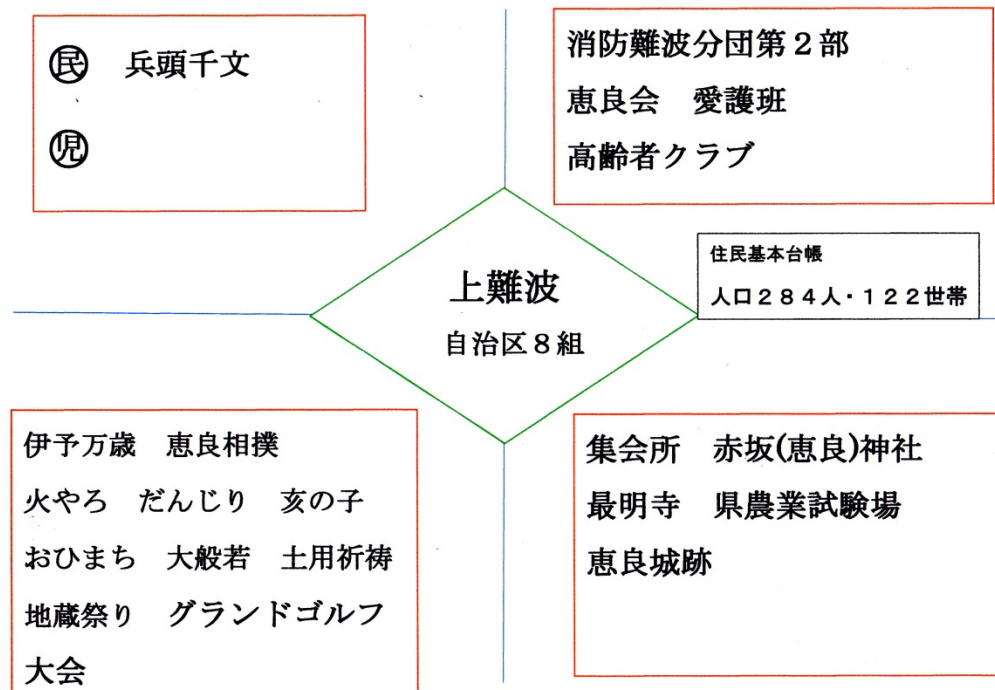 ㊪ 兵頭千文
児
消防難波分団第２部
恵良会　愛護班
高齢者クラブ
上難波
自治区８組
住民基本台帳
人口２８４人・１２２世帯
伊予万歳　恵良相撲
火やろ　だんじり　亥の子
おひまち　大般若　土用祈祷
地蔵祭り　グランドゴルフ
大会
集会所　赤坂(恵良)神社
最明寺　県農業試験場
恵良城跡